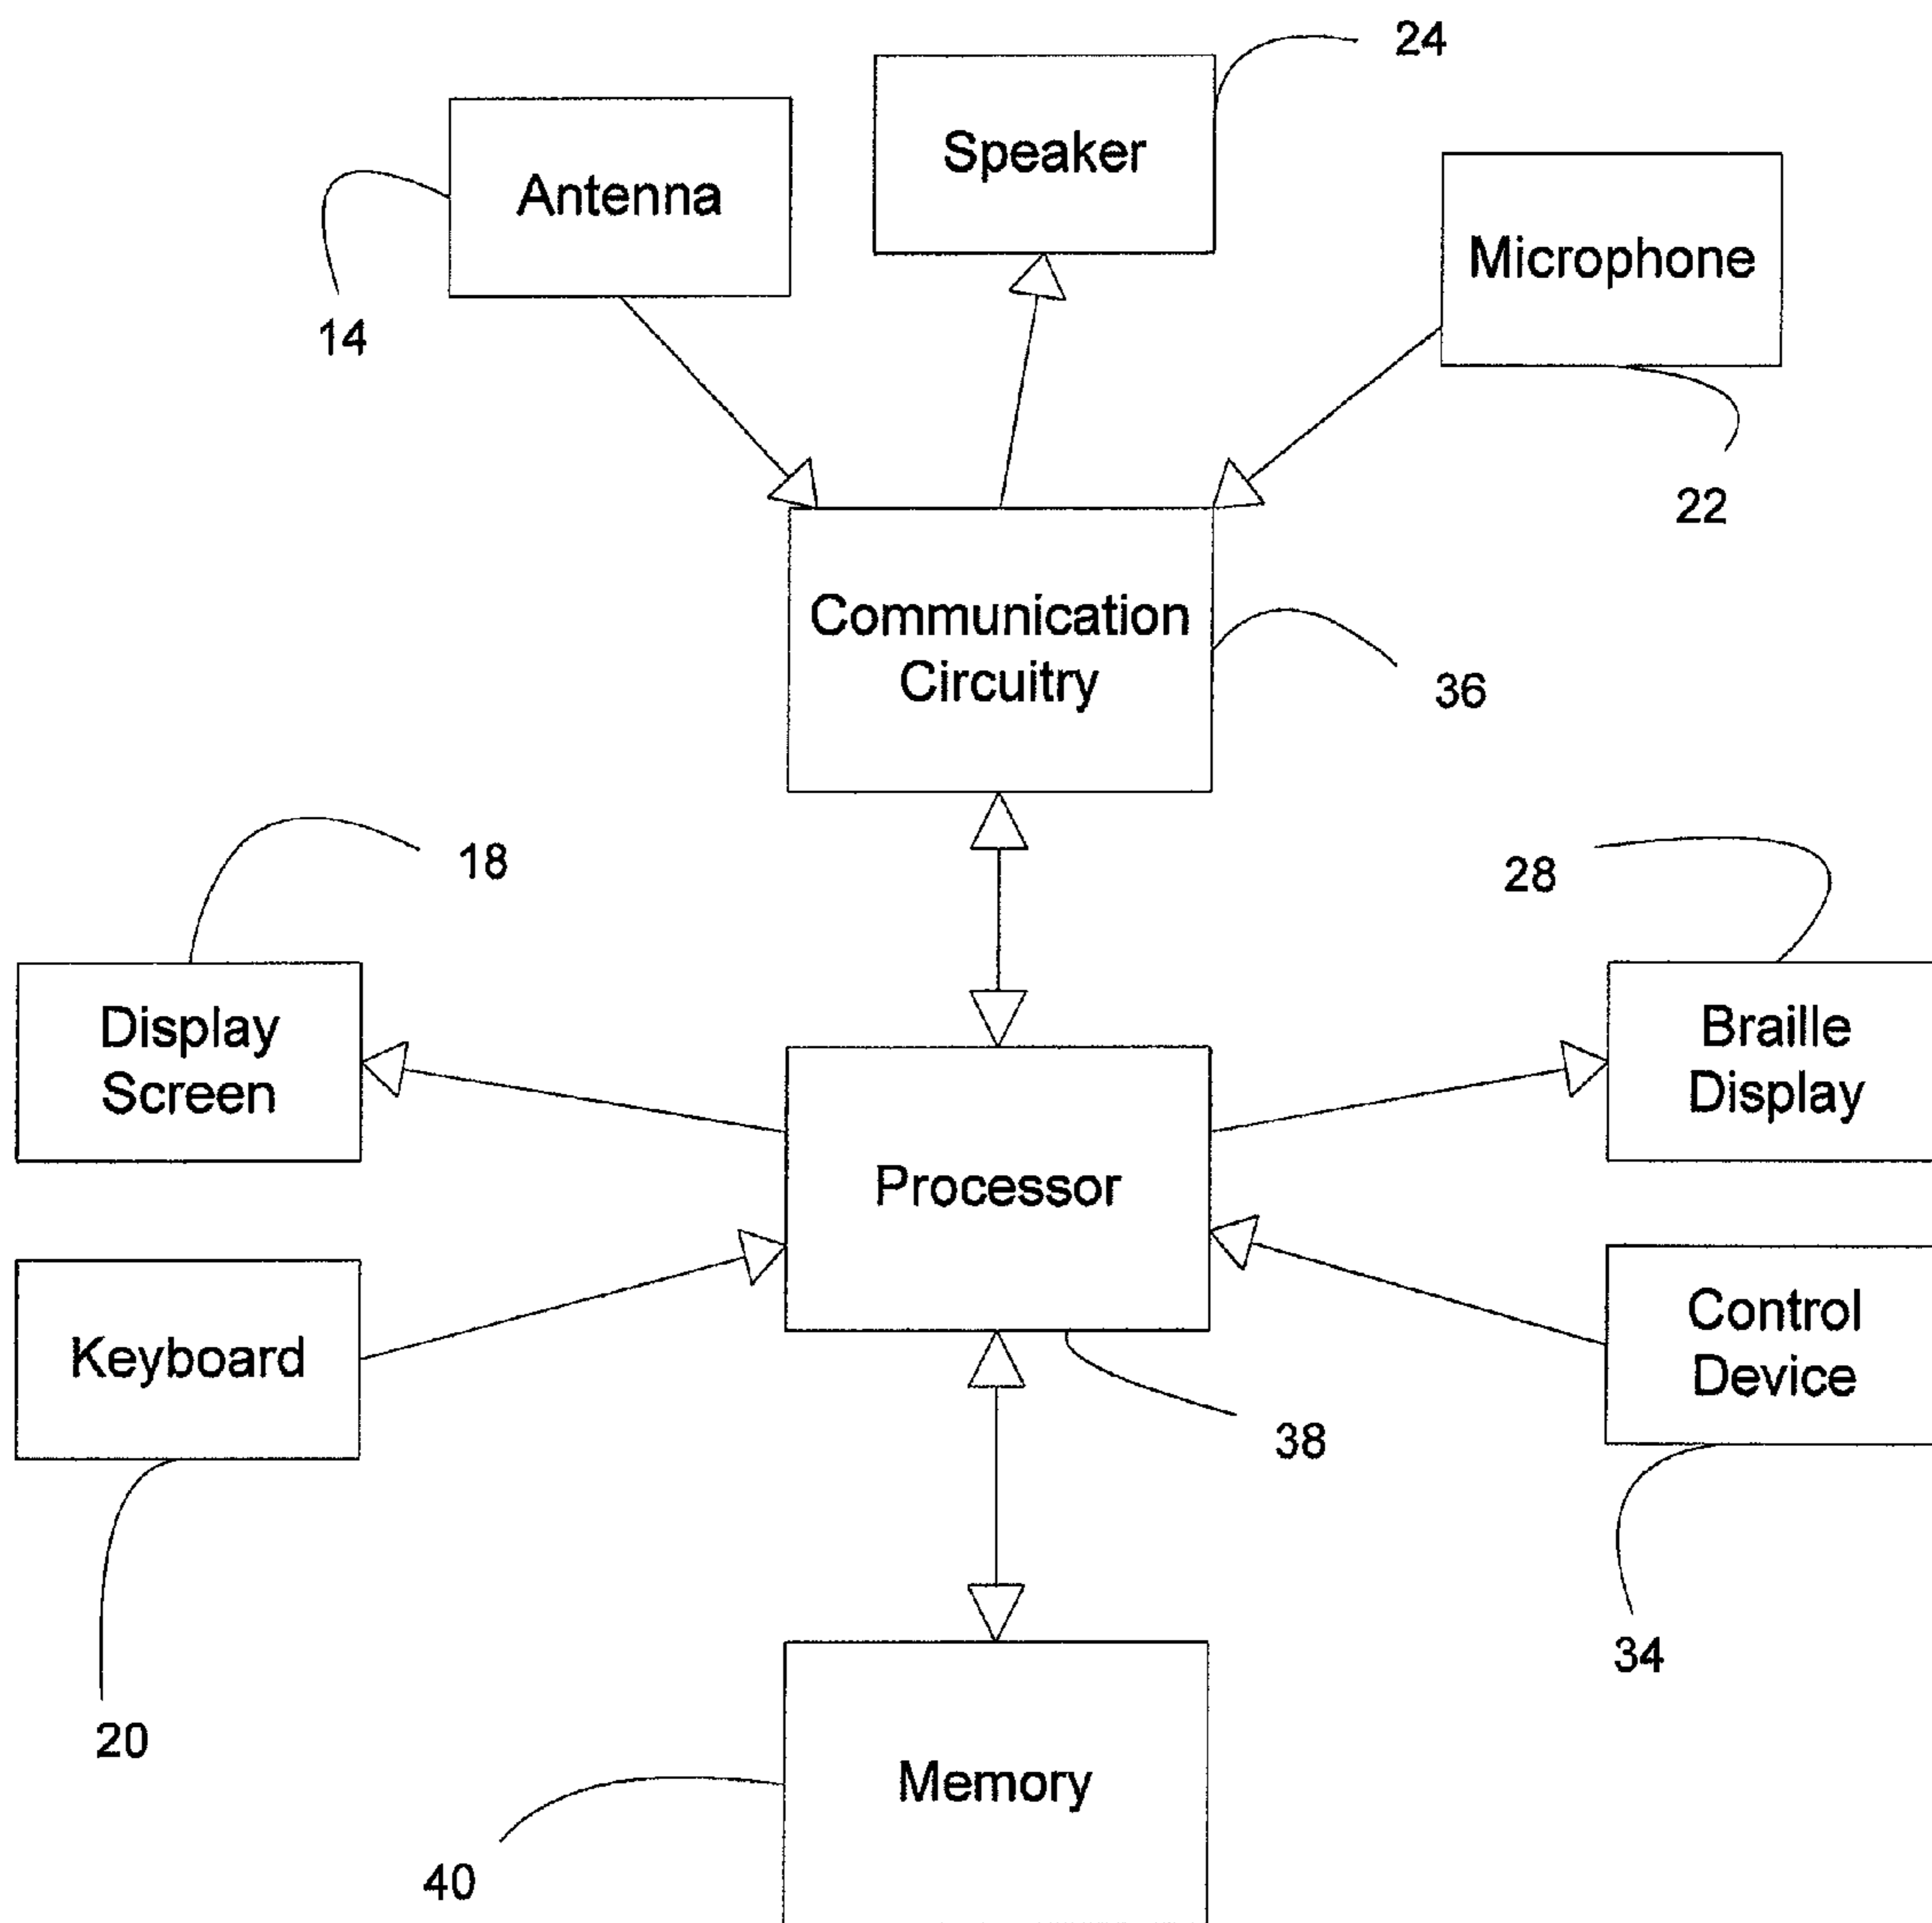 24
Speaker
Antenna
Microphone
14
22
Communication
Circuitry
36
18
28
Display
Screen
Braille
Display
Processor
Keyboard
Control
Device
38
34
20
Memory
40